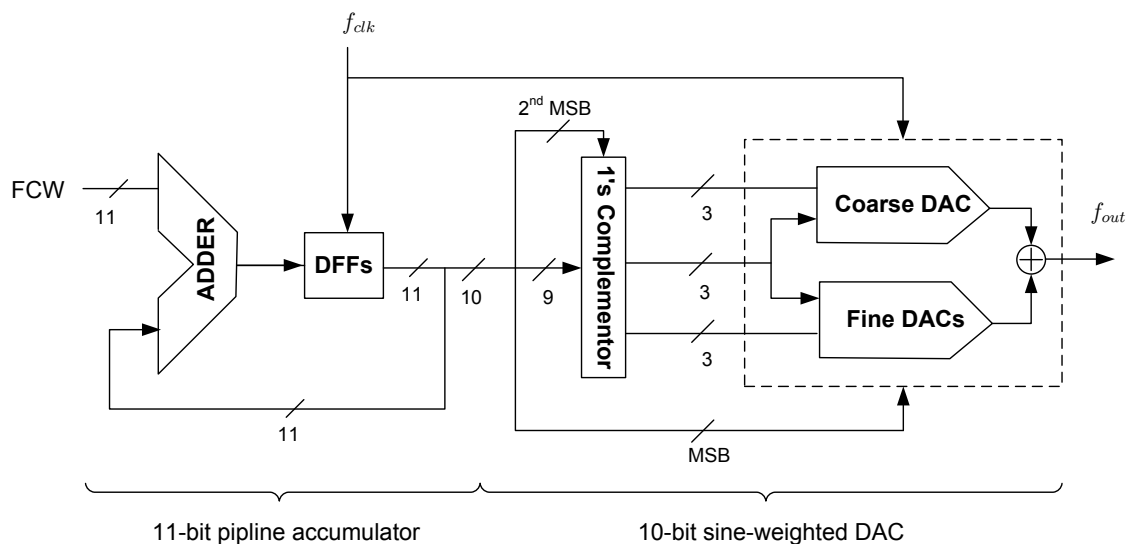 f_clk
2nd MSB
FCW
11
ADDER
DFFs
11
10
9
1's Complementor
3
3
3
Coarse DAC
Fine DACs
f_out
11
MSB
11-bit pipline accumulator
10-bit sine-weighted DAC